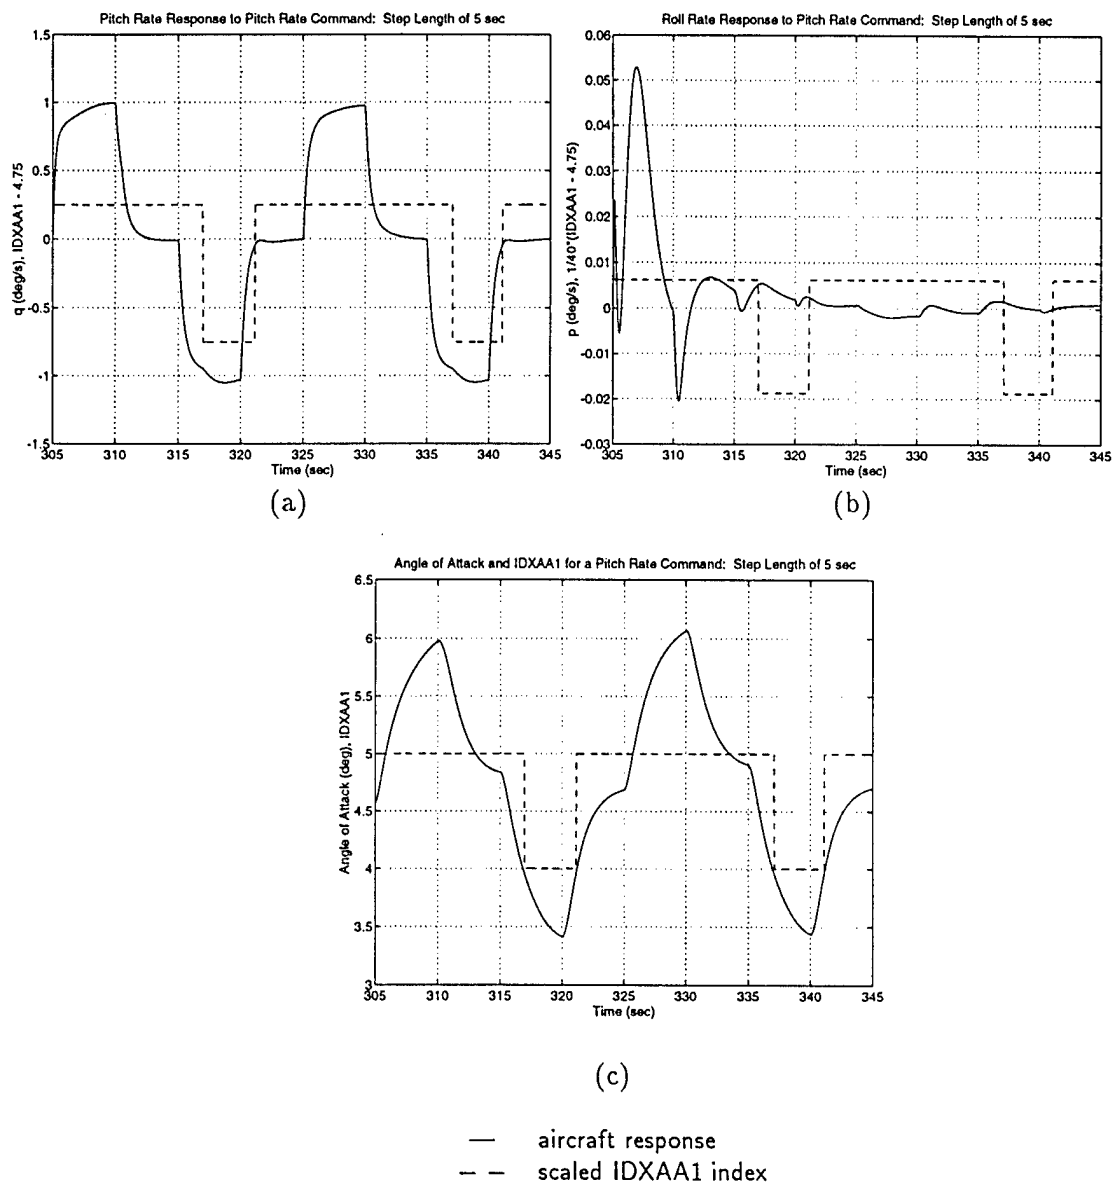 Pitch Rate Response to Pitch Rate Command: Step Length of 5 sec
1.5
1
0.5
0
-0.5
-1
-1.5
q (deg/s), IDXAA1 - 4.75
305 310 315 320 325 330 335 340 345
Time (sec)
(a)
Roll Rate Response to Pitch Rate Command: Step Length of 5 sec
0.06
0.05
0.04
0.03
0.02
0.01
0
-0.01
-0.02
-0.03
p (deg/s), 1/40*(IDXAA1 - 4.75)
305 310 315 320 325 330 335 340 345
Time (sec)
(b)
Angle of Attack and IDXAA1 for a Pitch Rate Command: Step Length of 5 sec
6.5
6
5.5
5
4.5
4
3.5
3
Angle of Attack (deg), IDXAA1
305 310 315 320 325 330 335 340 345
Time (sec)
(c)
aircraft response
scaled IDXAA1 index